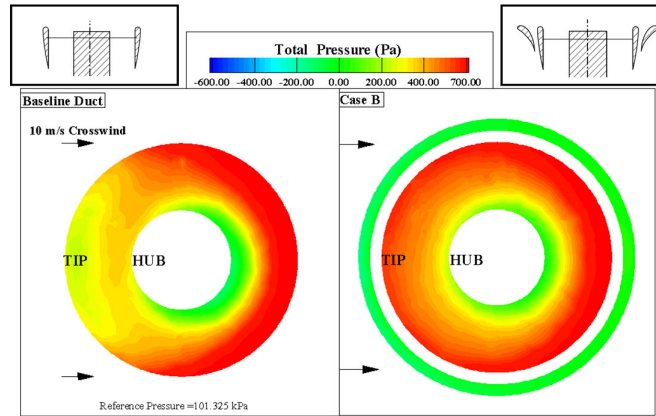 Total Pressure (Pa)
-600.00 -400.00 -200.00 0.00 200.00 400.00 700.00
Baseline Duct
Case B
10 m/s Crosswind
TIP HUB
TIP HUB
Reference Pressure =101.325 kPa